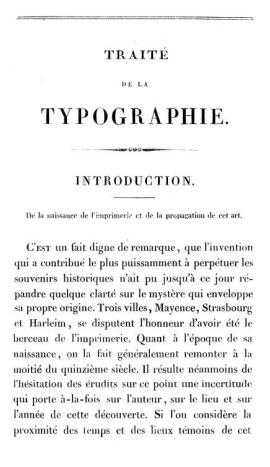 TRAITÉ
DE LA
TYPOGRAPHIE.
INTRODUCTION.
De la naissance de l'imprimerie et de la propagation de cet art.
C'EST un fait digne de remarque, que l'invention
qui a contribué le plus puissamment à perpétuer les
souvenirs historiques n'ait pu jusqu'à ce jour ré-
pandre quelque clarté sur le mystère qui enveloppe
sa propre origine. Trois villes, Mayence, Strasbourg
et Harleim, se disputent l'honneur d'avoir été le
berceau de l'imprimerie. Quant à l'époque de sa
naissance, on la fait généralement remonter à la
moitié du quinzième siècle. Il résulte néanmoins de
l'hésitation des érudits sur ce point une incertitude
qui porte à-la-fois sur l'auteur, sur le lieu et sur
l'année de cette découverte. Si l'on considère la
proximité des temps et des lieux témoins de cet